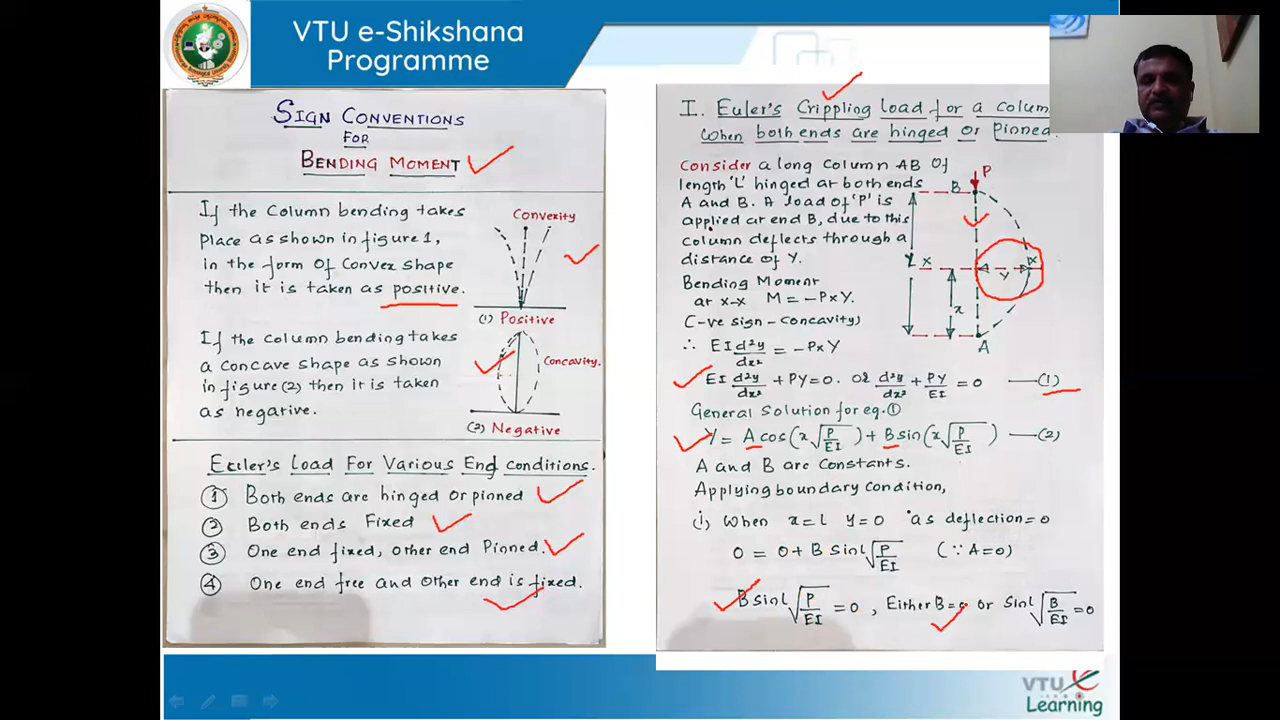 VTU e-Shikshana
Programme
SIGN CONVENTIONS
FOR
BENDING MOMENT
If the Column bending takes
Place as shown in figure 1,
in the form of Convex shape
then it is taken as positive.
Convexity
(1) Positive
If the Column bending takes
a Concave shape as shown
in figure (2) then it is taken
as negative.
Concavity.
(2) Negative
Euler's Load For Various End conditions.
1 Both ends are hinged or pinned
2 Both ends Fixed
3 One end fixed, other end Pinned.
4 One end free and other end is fixed.
I. Euler's Crippling load for a colum
When both ends are hinged or Pinned.
Consider a long Column AB of
length 'L' hinged at both ends
A and B. A load of 'P' is
applied at end B, due to this
column deflects through a
distance of Y.
P
B
L
x
x
Y
x
A
Bending Moment
at x-x M = -P×Y.
(-ve sign - concavity)
∴ EI d²y/dx² = -P×Y
EI d²y/dx² + PY = 0. or d²y/dx² + PY/EI = 0 —(1)
General Solution for eq. ①
Y = A cos(x√P/EI) + B sin(x√P/EI) —(2)
A and B are Constants.
Applying boundary Condition,
i) When x=L Y=0 as deflection=0
0 = 0 + B Sin l√P/EI (∵ A=0)
B sin l√P/EI = 0, Either B= or Sin l√B/EI = 0
VTU e
Learning